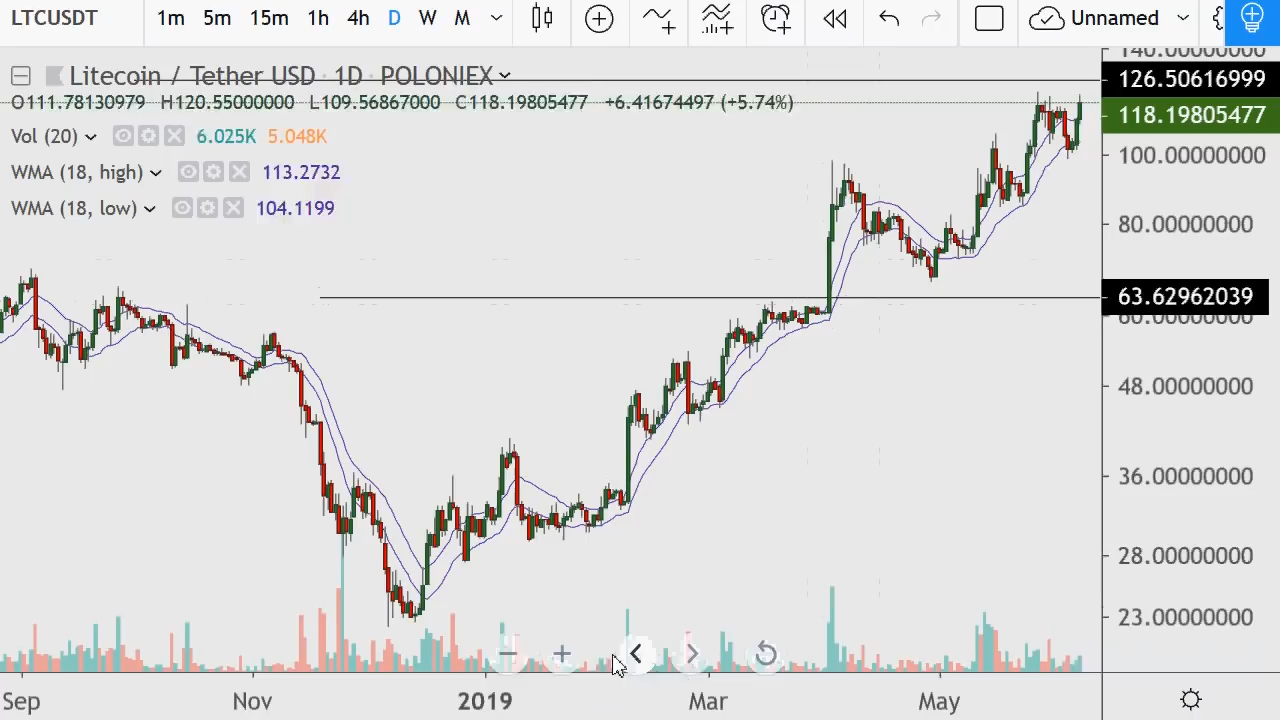 LTCUSDT 1m 5m 15m 1h 4h D W M Unnamed
Litecoin / Tether USD · 1D · POLONIEX
O111.78130979 H120.55000000 L109.56867000 C118.19805477 +6.41674497 (+5.74%)
Vol (20) 6.025K 5.048K
WMA (18, high) 113.2732
WMA (18, low) 104.1199
140.00000000
126.50616999
118.19805477
100.00000000
80.00000000
63.62962039
60.00000000
48.00000000
36.00000000
28.00000000
23.00000000
Sep Nov 2019 Mar May